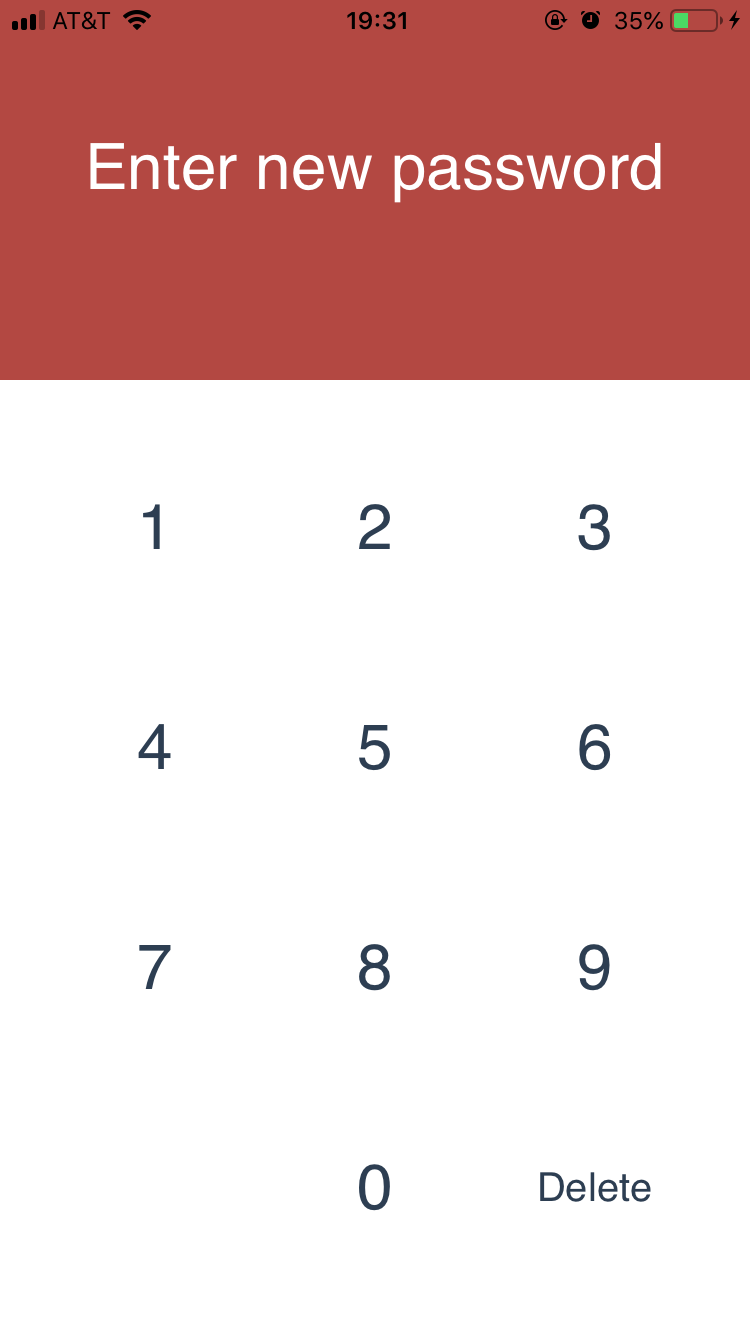 AT&T 19:31 35%
Enter new password
1 2 3
4 5 6
7 8 9
0 Delete